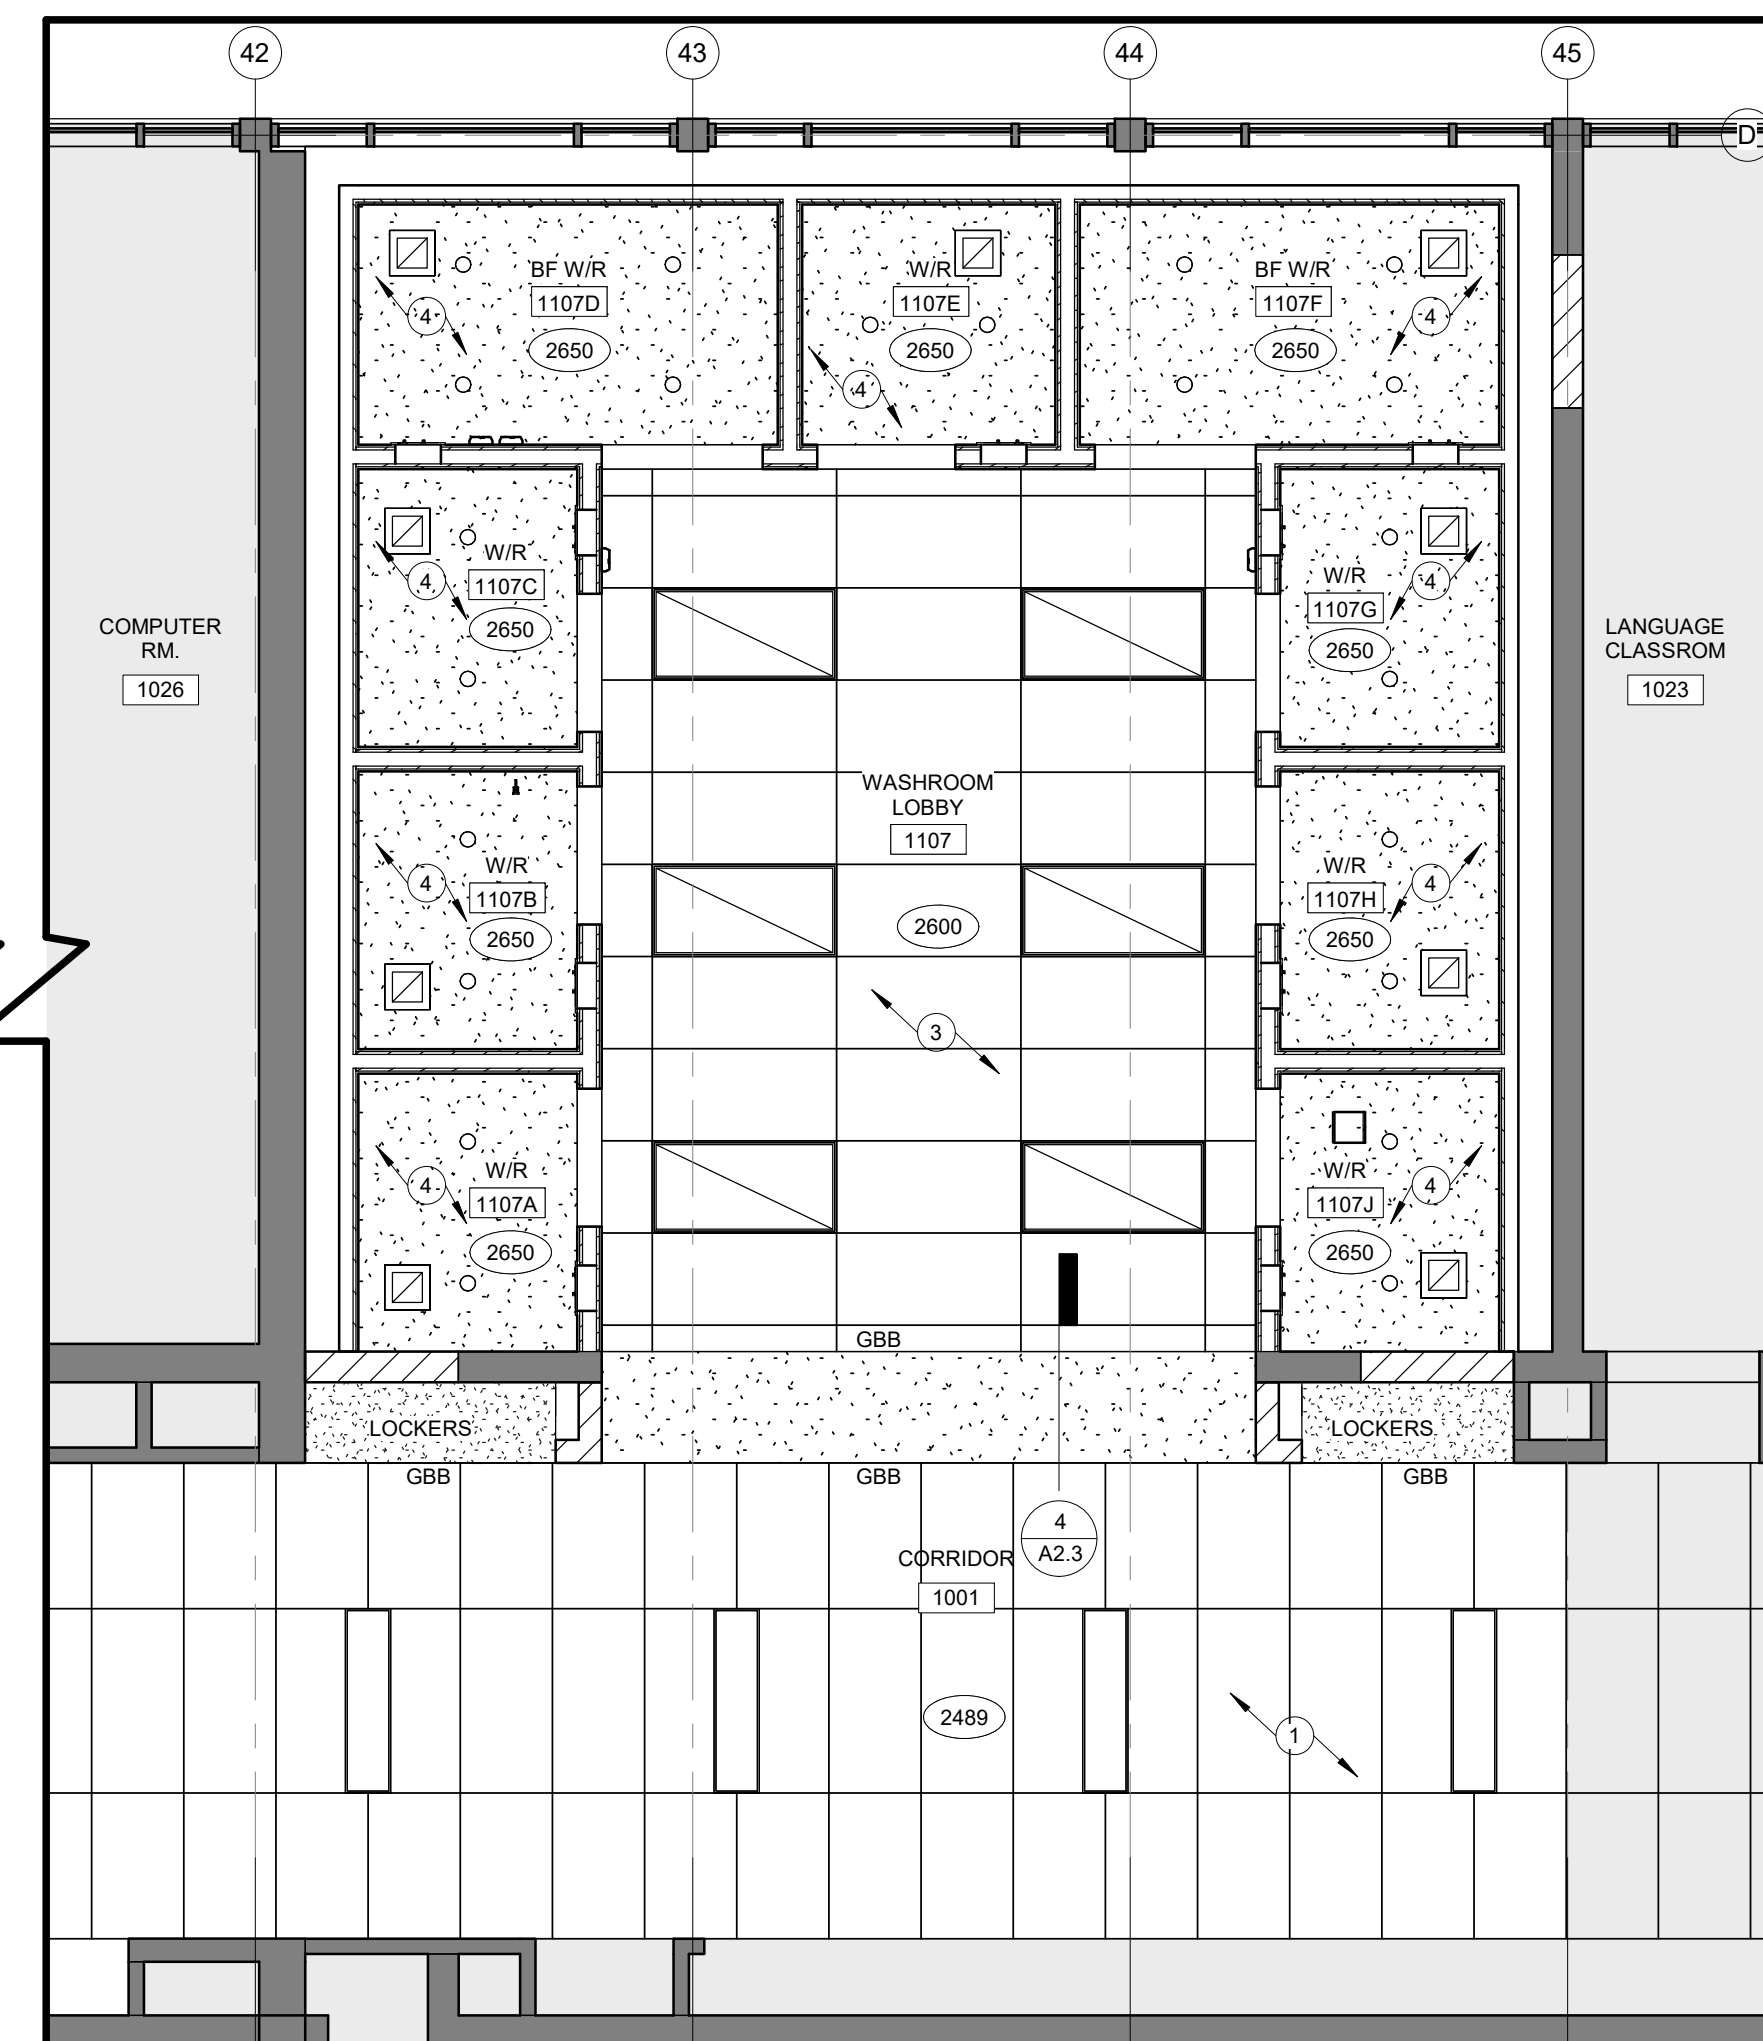 42
43
44
45
D
BF W/R
1107D
2650
4
W/R
1107E
2650
4
BF W/R
1107F
2650
4
W/R
1107C
2650
4
W/R
1107G
2650
4
COMPUTER
RM.
1026
LANGUAGE
CLASSROM
1023
WASHROOM
LOBBY
1107
2600
3
W/R
1107B
2650
4
W/R
1107H
2650
4
W/R
1107A
2650
4
W/R
1107J
2650
4
GBB
LOCKERS
LOCKERS
GBB
GBB
GBB
4
A2.3
CORRIDOR
1001
2489
1